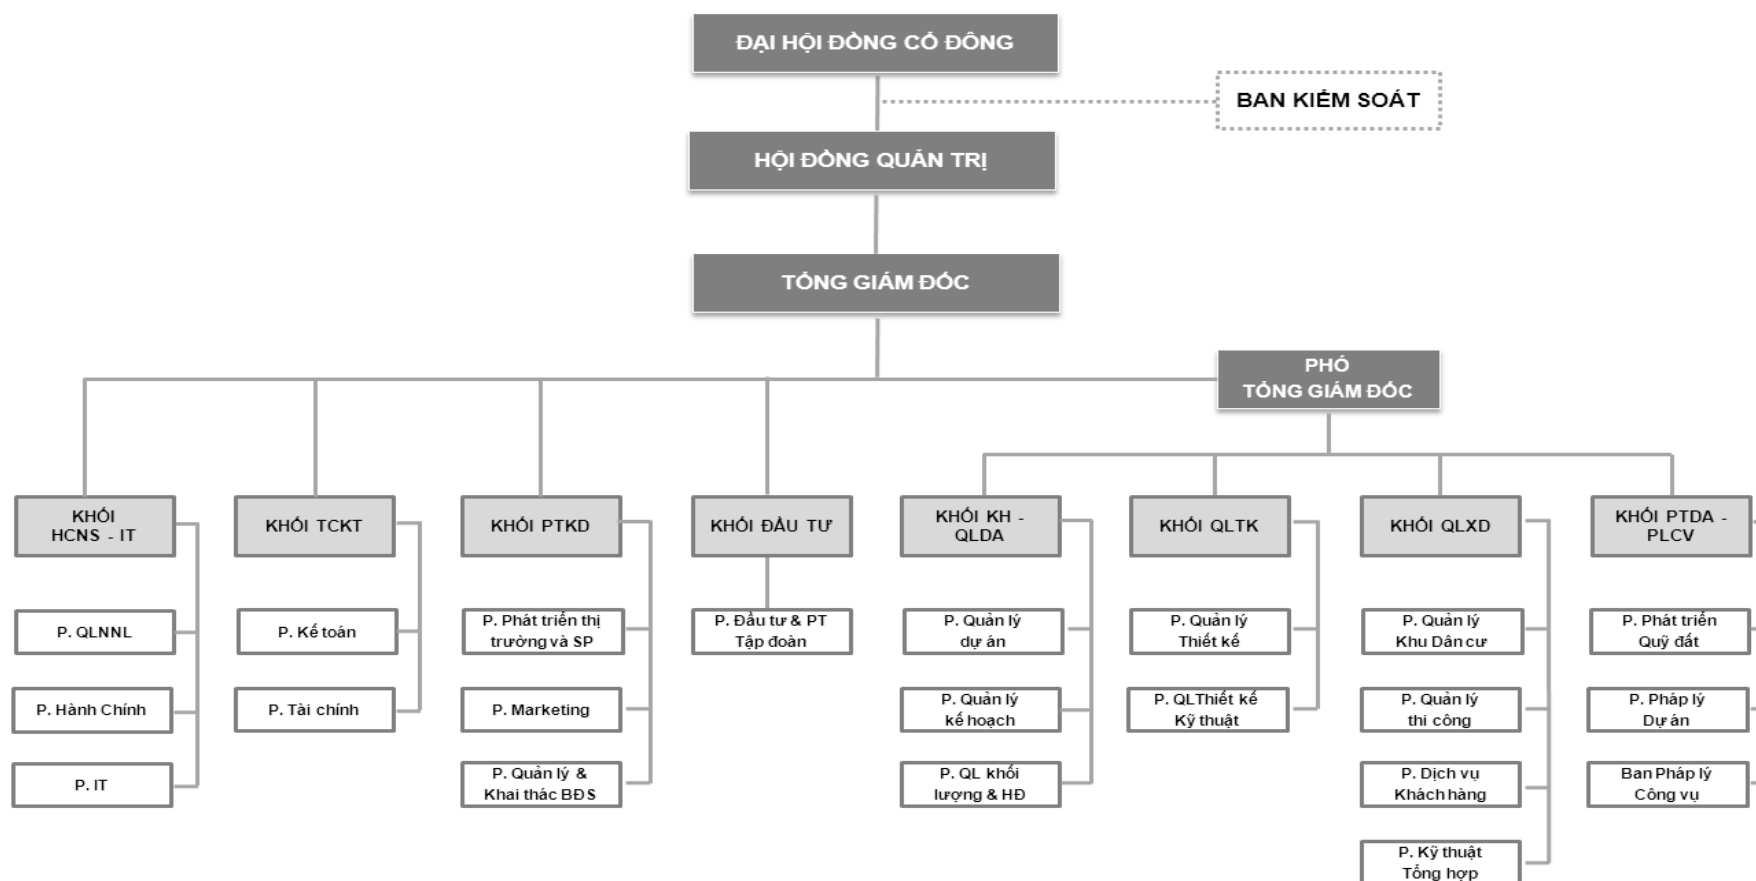 ĐẠI HỘI ĐỒNG CỔ ĐÔNG
BAN KIỂM SOÁT
HỘI ĐỒNG QUẢN TRỊ
TỔNG GIÁM ĐỐC
PHÓ
TỔNG GIÁM ĐỐC
KHỐI
HCNS - IT
KHỐI TCKT
KHỐI PTKD
KHỐI ĐẦU TƯ
KHỐI KH -
QLDA
KHỐI QLTK
KHỐI QLXD
KHỐI PTDA -
PLCV
P. QLNNL
P. Kế toán
P. Phát triển thị
trường và SP
P. Đầu tư & PT
Tập đoàn
P. Quản lý
dự án
P. Quản lý
Thiết kế
P. Quản lý
Khu Dân cư
P. Phát triển
Quỹ đất
P. Hành Chính
P. Tài chính
P. Marketing
P. Quản lý
kế hoạch
P. QLThiết kế
Kỹ thuật
P. Quản lý
thi công
P. Pháp lý
Dự án
P. IT
P. Quản lý &
Khai thác BĐS
P. QL khối
lượng & HĐ
P. Dịch vụ
Khách hàng
Ban Pháp lý
Công vụ
P. Kỹ thuật
Tổng hợp